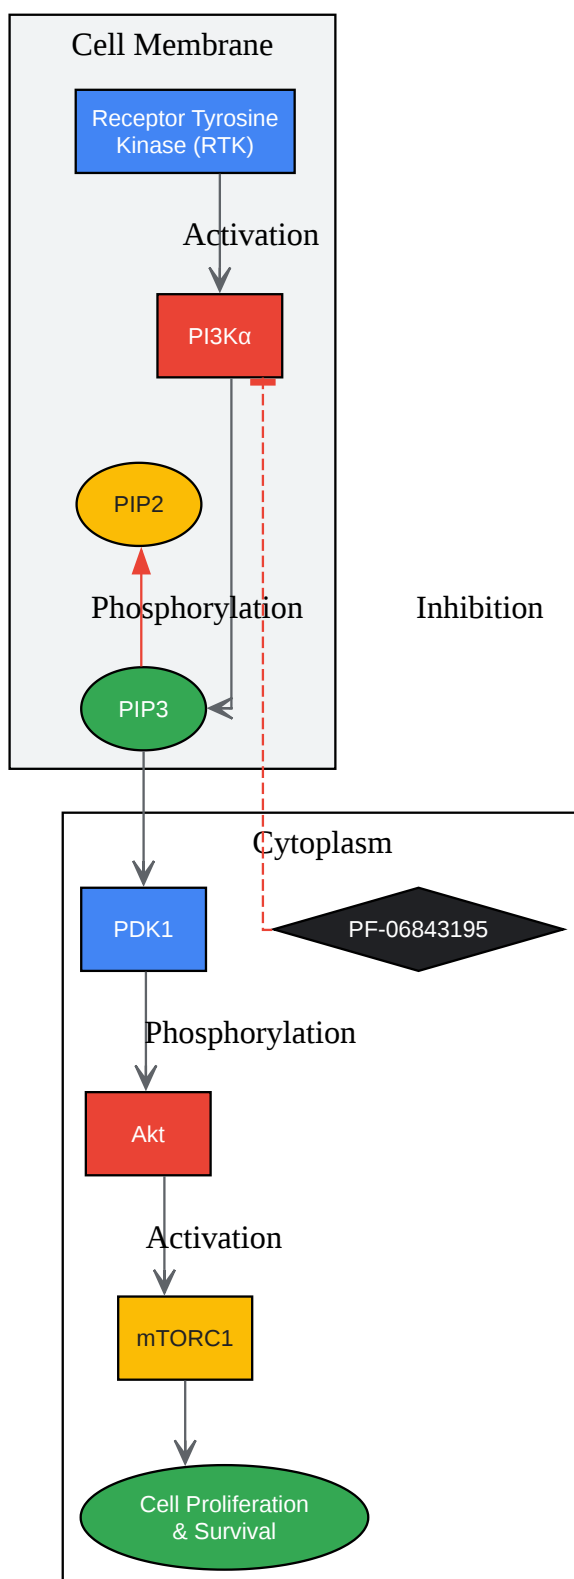 Cell Membrane
Receptor Tyrosine
Kinase (RTK)
Activation
PI3Kα
PIP2
Phosphorylation
Inhibition
PIP3
Cytoplasm
PDK1
PF-06843195
Phosphorylation
Akt
Activation
mTORC1
Cell Proliferation
& Survival